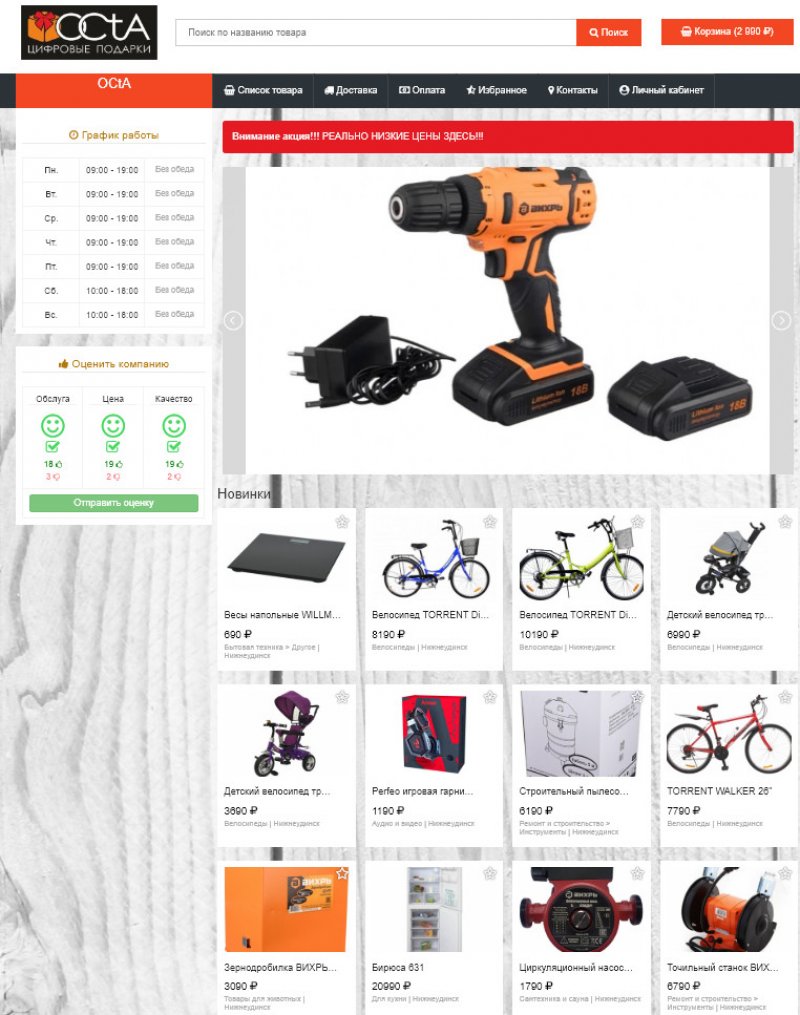 OCtA
ЦИФРОВЫЕ ПОДАРКИ
Поиск по названию товара
Поиск
Корзина (2 990 ₽)
OCtA
Список товара
Доставка
Оплата
Избранное
Контакты
Личный кабинет
График работы
Пн. 09:00 - 19:00 Без обеда
Вт. 09:00 - 19:00 Без обеда
Ср. 09:00 - 19:00 Без обеда
Чт. 09:00 - 19:00 Без обеда
Пт. 09:00 - 19:00 Без обеда
Сб. 10:00 - 18:00 Без обеда
Вс. 10:00 - 18:00 Без обеда
Оценить компанию
Обслуга Цена Качество
18 19 19
3 2 2
Отправить оценку
Внимание акция!!! РЕАЛЬНО НИЗКИЕ ЦЕНЫ ЗДЕСЬ!!!
ВИХРЬ
Lithium Ion 18В
Lithium Ion 18В
Новинки
Весы напольные WILLM...
690 ₽
Бытовая техника > Другое |
Нижнеудинск
Велосипед TORRENT Di...
8190 ₽
Велосипеды | Нижнеудинск
Велосипед TORRENT Di...
10190 ₽
Велосипеды | Нижнеудинск
Детский велосипед тр...
6990 ₽
Велосипеды | Нижнеудинск
Детский велосипед тр...
3690 ₽
Велосипеды | Нижнеудинск
Perfeo игровая гарни...
1190 ₽
Аудио и видео | Нижнеудинск
Строительный пылесо...
6190 ₽
Ремонт и строительство >
Инструменты | Нижнеудинск
TORRENT WALKER 26"
7790 ₽
Велосипеды | Нижнеудинск
ВИХРЬ
Зернодробилка ВИХРЬ...
3090 ₽
Товары для животных |
Нижнеудинск
Бирюса 631
20990 ₽
Для кухни | Нижнеудинск
ВИХРЬ
Циркуляционный насос...
1790 ₽
Сантехника и сауна | Нижнеудинск
Точильный станок ВИХ...
6790 ₽
Ремонт и строительство >
Инструменты | Нижнеудинск